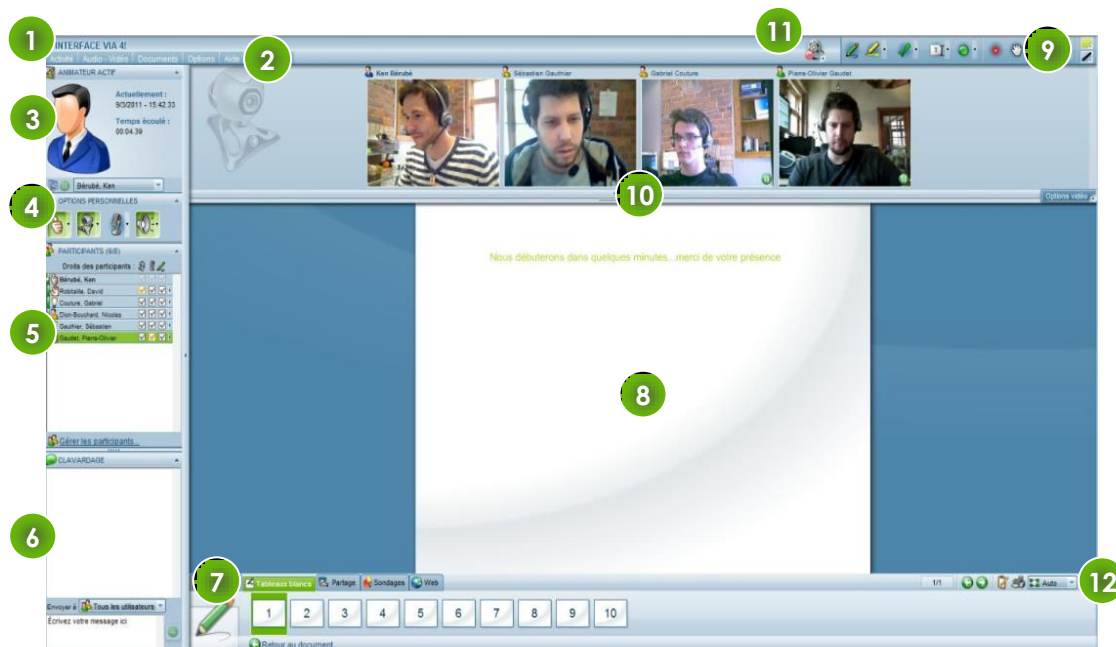 1
INTERFACE VIA 4!
Activité Audio - Vidéo Documents Options Aide
2
11
9
3
ANIMATEUR ACTIF
Actuellement :
9/3/2011 - 15:42:33
Temps écoulé :
00:04:39
Bérubé, Ken
Ken Bérubé
Sébastien Gauthier
Gabriel Couture
Pierre-Olivier Gaudet
10
Options vidéo
4
OPTIONS PERSONNELLES
PARTICIPANTS (6/8)
Droits des participants :
Bérubé, Ken
Robitaille, David
Couture, Gabriel
Dion-Bouchard, Nicolas
Gauthier, Sébastien
Gaudet, Pierre-Olivier
5
Gérer les participants...
Nous débuterons dans quelques minutes...merci de votre présence
8
CLAVARDAGE
6
Envoyer à Tous les utilisateurs
Écrivez votre message ici
7
Tableaux blancs Partage Sondages Web
1/1
Auto
12
1 2 3 4 5 6 7 8 9 10
Retour au document